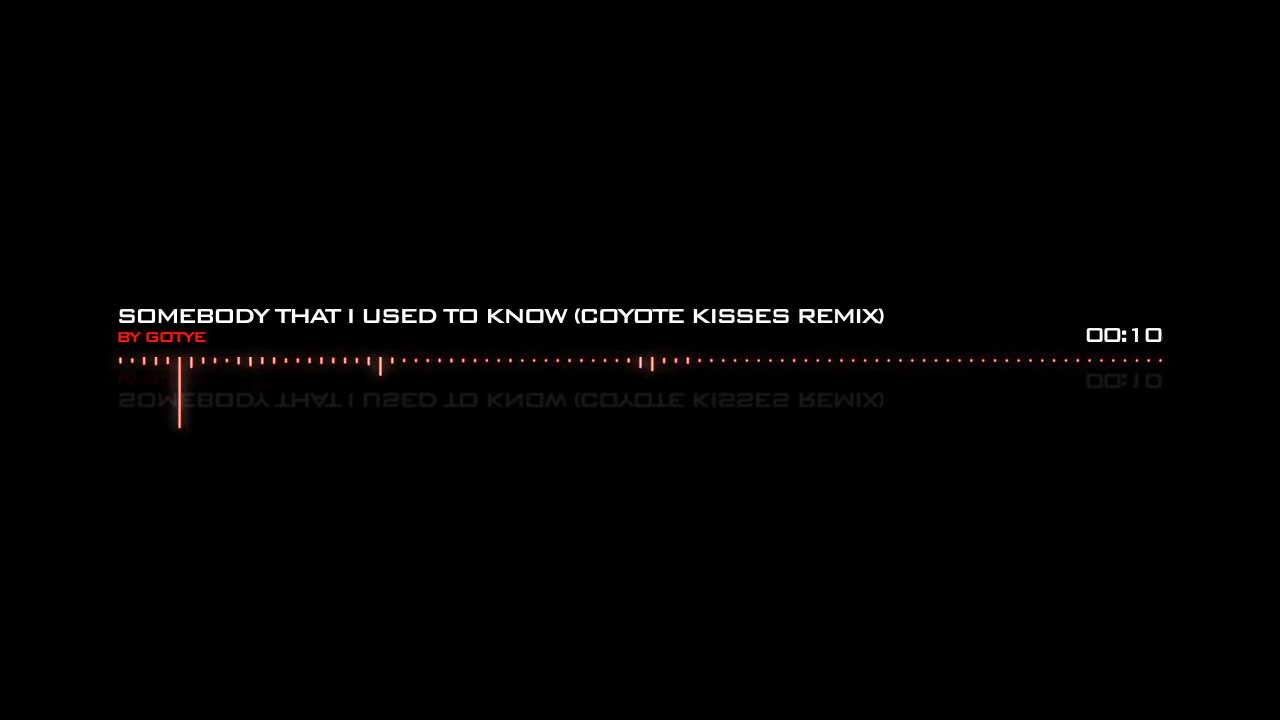 SOMEBODY THAT I USED TO KNOW (COYOTE KISSES REMIX)
BY GOTYE
00:10